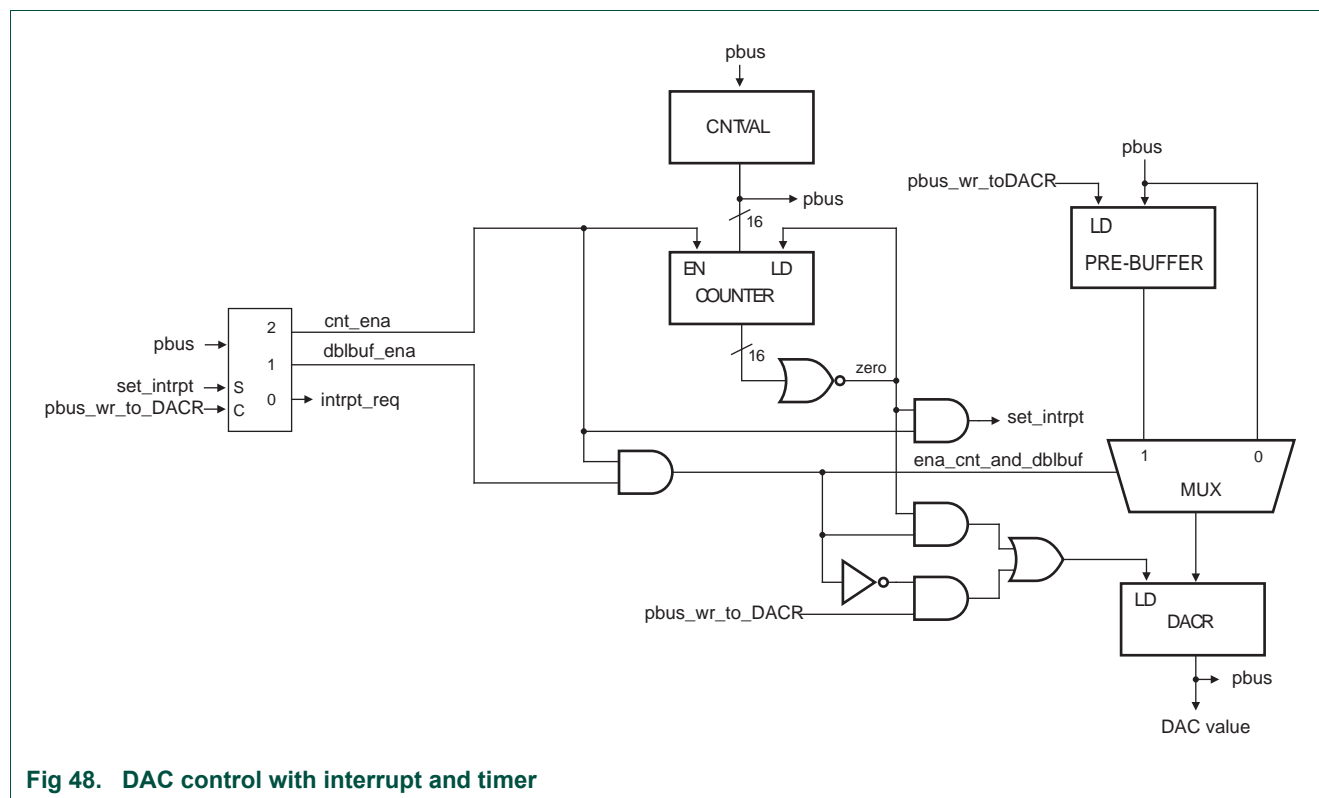 pbus
CNTVAL
pbus
16
pbus
pbus_wr_toDACR
LD
PRE-BUFFER
EN LD
COUNTER
16
zero
2 cnt_ena
pbus
1 dblbuf_ena
set_intrpt S
0 intrpt_req
pbus_wr_to_DACR C
set_intrpt
ena_cnt_and_dblbuf
1 0
MUX
pbus_wr_to_DACR
LD
DACR
pbus
DAC value
Fig 48. DAC control with interrupt and timer